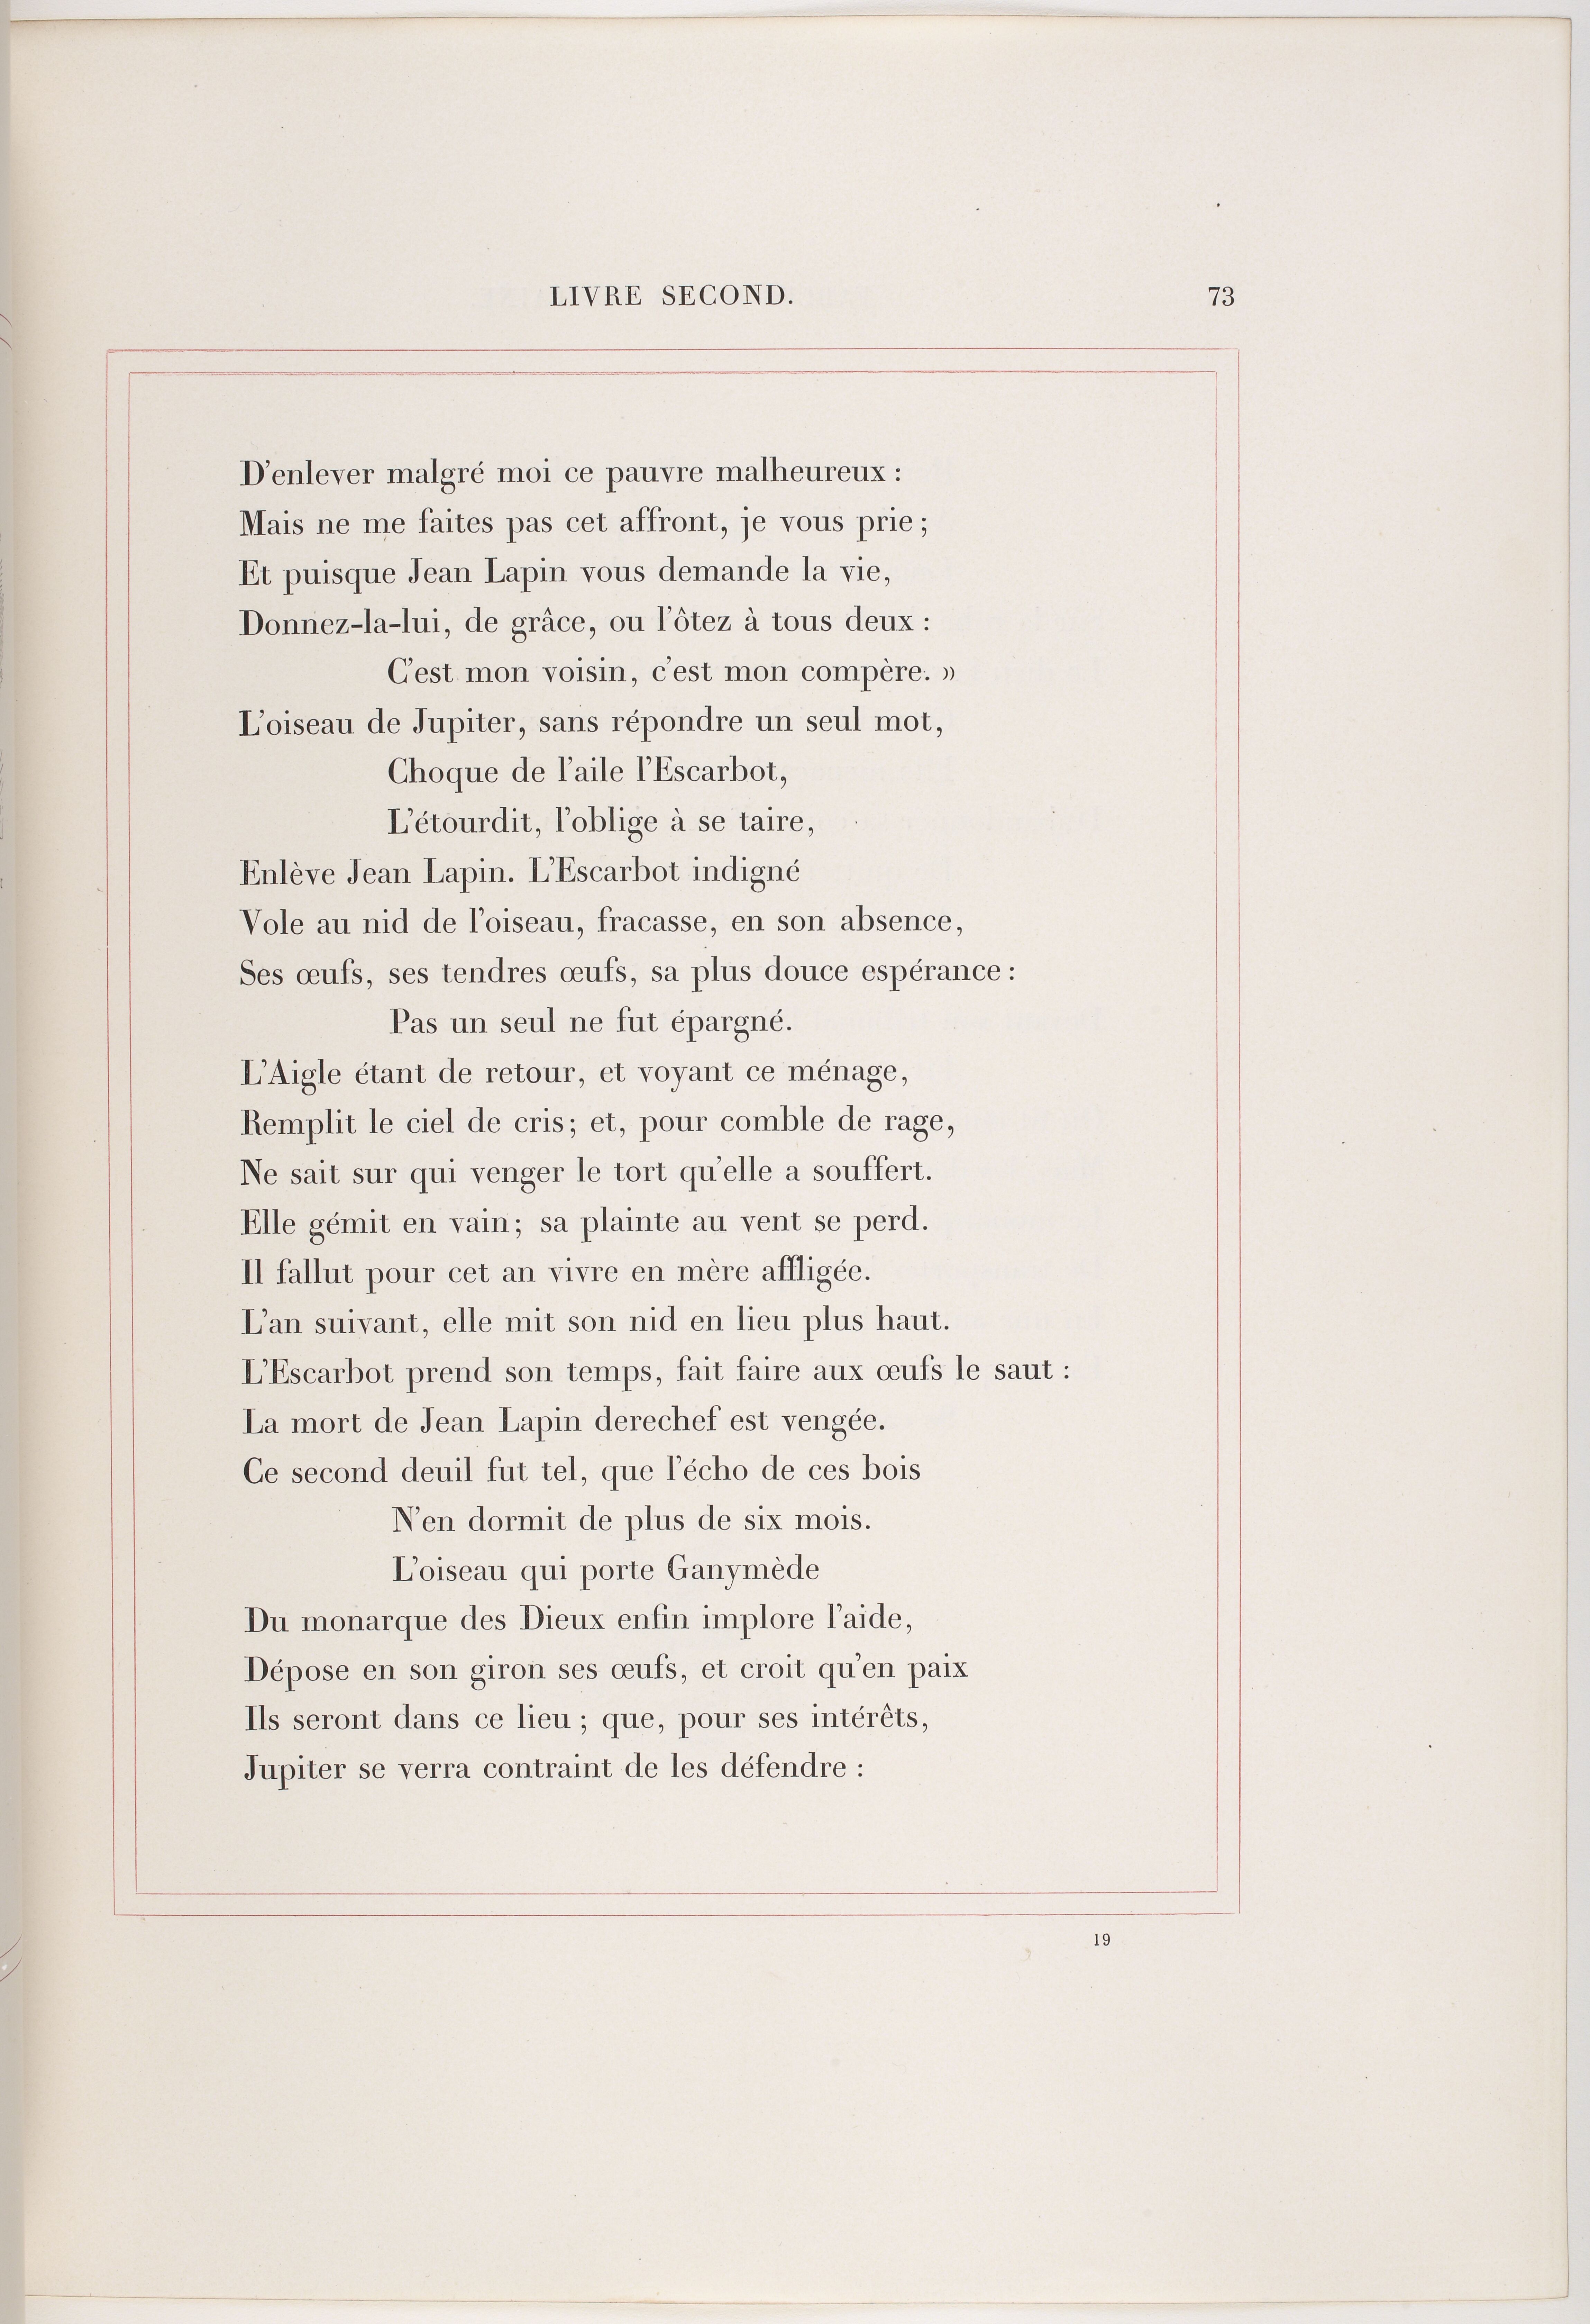 LIVRE SECOND. 73
D'enlever malgré moi ce pauvre malheureux :
Mais ne me faites pas cet affront, je vous prie ;
Et puisque Jean Lapin vous demande la vie,
Donnez-la-lui, de grâce, ou l'ôtez à tous deux :
C'est mon voisin, c'est mon compère. »
L'oiseau de Jupiter, sans répondre un seul mot,
Choque de l'aile l'Escarbot,
L'étourdit, l'oblige à se taire,
Enlève Jean Lapin. L'Escarbot indigné
Vole au nid de l'oiseau, fracasse, en son absence,
Ses œufs, ses tendres œufs, sa plus douce espérance :
Pas un seul ne fut épargné.
L'Aigle étant de retour, et voyant ce ménage,
Remplit le ciel de cris ; et, pour comble de rage,
Ne sait sur qui venger le tort qu'elle a souffert.
Elle gémit en vain ; sa plainte au vent se perd.
Il fallut pour cet an vivre en mère affligée.
L'an suivant, elle mit son nid en lieu plus haut.
L'Escarbot prend son temps, fait faire aux œufs le saut :
La mort de Jean Lapin derechef est vengée.
Ce second deuil fut tel, que l'écho de ces bois
N'en dormit de plus de six mois.
L'oiseau qui porte Ganymède
Du monarque des Dieux enfin implore l'aide,
Dépose en son giron ses œufs, et croit qu'en paix
Ils seront dans ce lieu ; que, pour ses intérêts,
Jupiter se verra contraint de les défendre :
19